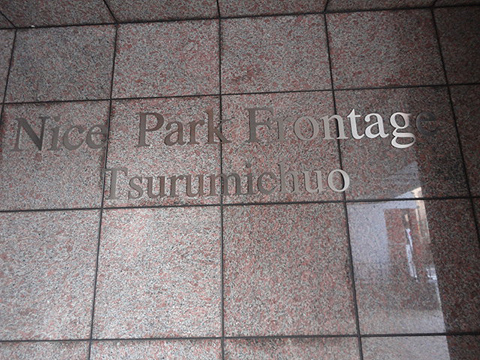 Nice Park Frontage
Tsurumichuo